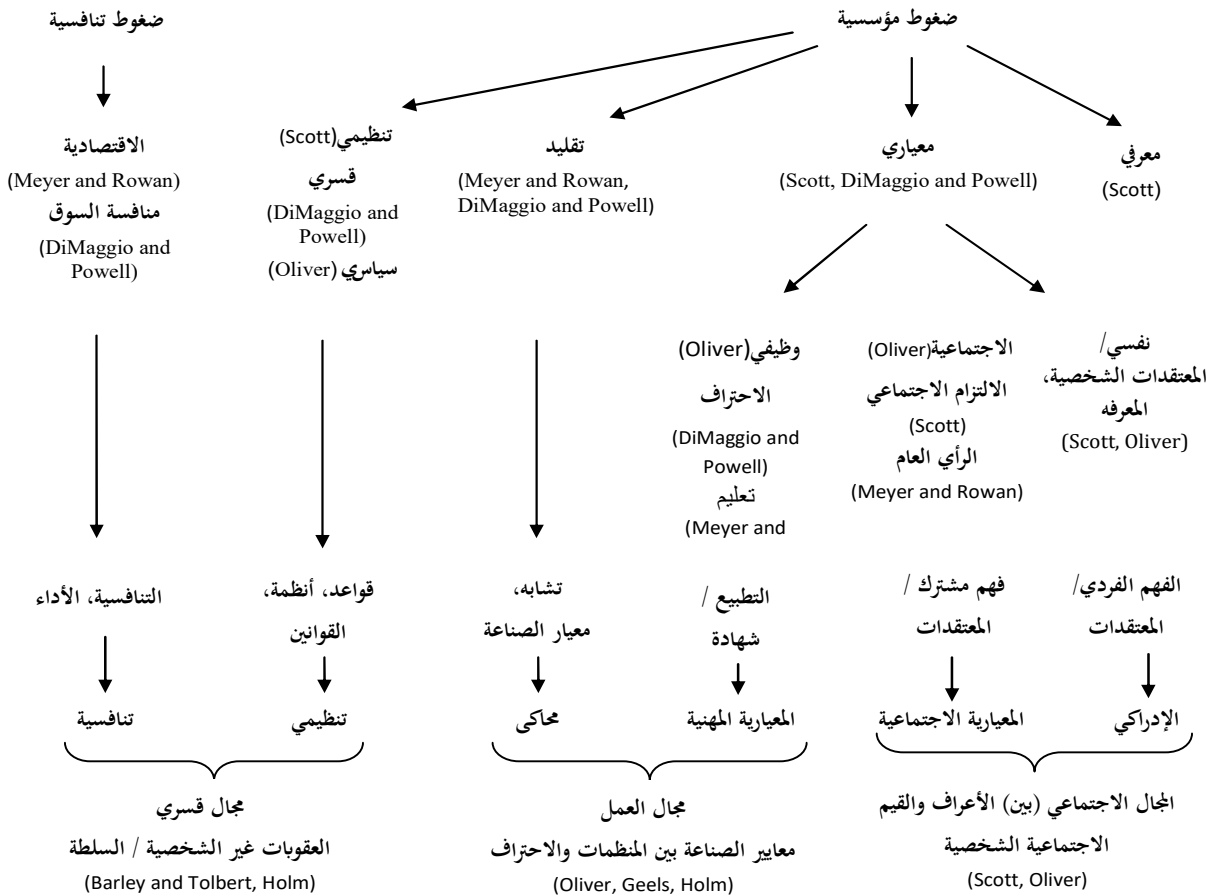 ضغوط مؤسسية
ضغوط تنافسية
معرفي
(Scott)
معياري
(Scott, DiMaggio and Powell)
تقليد
(Meyer and Rowan,
DiMaggio and Powell)
تنظيمي(Scott)
قسري
(DiMaggio and
Powell)
سياسري (Oliver)
الاقتصادية
(Meyer and Rowan)
منافسة السوق
(DiMaggio and
Powell)
نفسي/
المعتقدات الشخصية،
المعرفه
(Scott, Oliver)
الاجتماعية(Oliver)
الالتزام الاجتماعي
(Scott)
الرأي العام
(Meyer and Rowan)
وظيفي(Oliver)
الاحتراف
(DiMaggio and
Powell)
تعليم
(Meyer and
الفهم الفردي/
المعتقدات
فهم مشترك /
المعتقدات
التطبيع /
شهادة
تشابه،
معيار الصناعة
قواعد، أنظمة،
القوانين
التنافسية، الأداء
الإدراكي
المعيارية الاجتماعية
المعيارية المهنية
محاكى
تنظيمي
تنافسية
المجال الاجتماعي (بين) الأعراف والقيم
الاجتماعية الشخصية
(Scott, Oliver)
مجال العمل
معايير الصناعة بين المنظمات والاحتراف
(Oliver, Geels, Holm)
مجال قسري
العقوبات غير الشخصية / السلطة
(Barley and Tolbert, Holm)